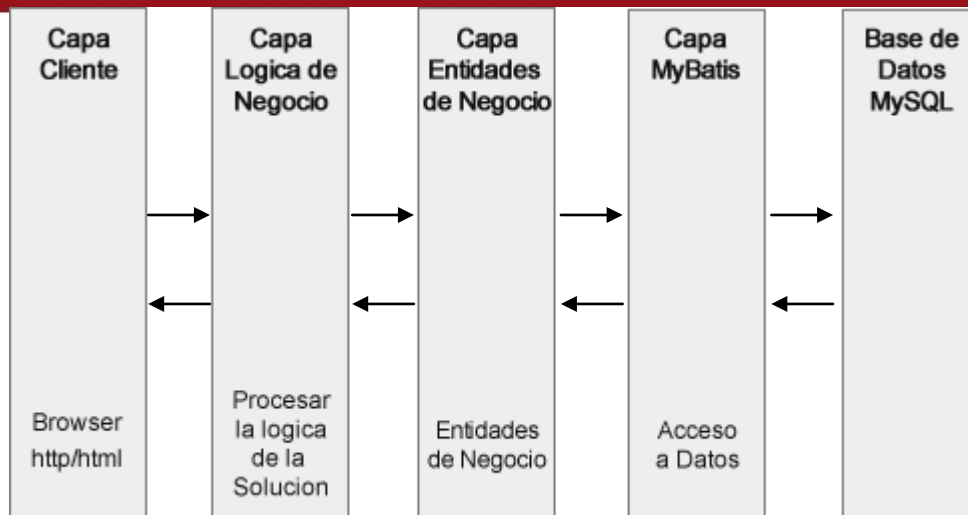 Capa
Cliente
Capa
Logica de
Negocio
Capa
Entidades
de Negocio
Capa
MyBatis
Base de
Datos
MySQL
Browser
http/html
Procesar
la logica
de la
Solucion
Entidades
de Negocio
Acceso
a Datos